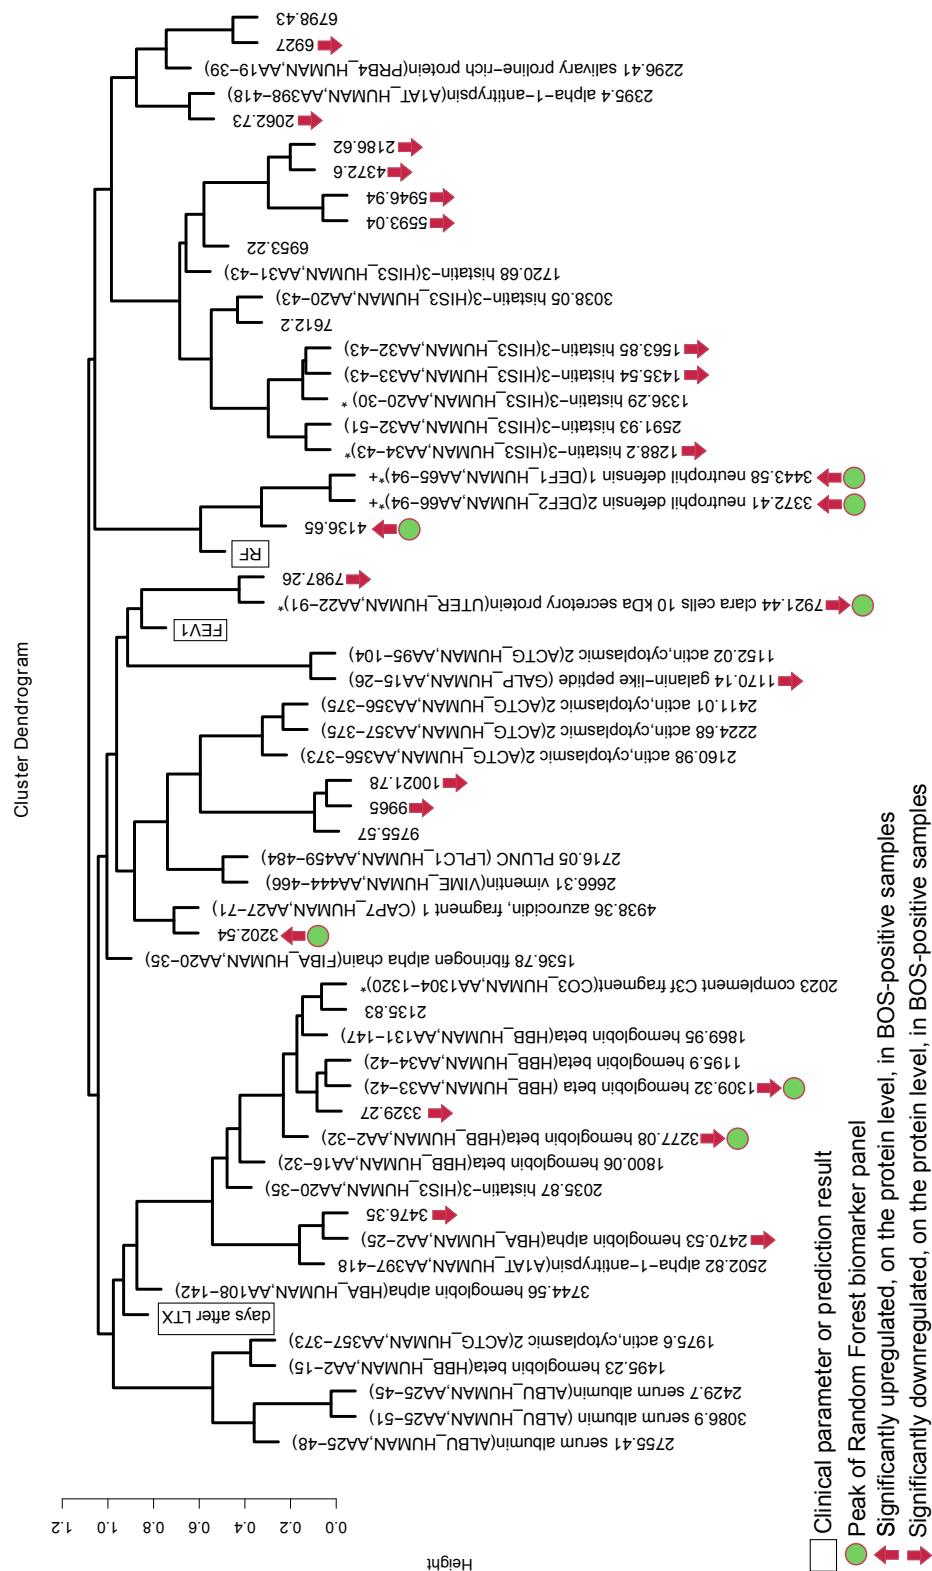 Cluster Dendrogram
6798.43
6927
2296.41 salivary proline−rich protein(PRB4_HUMAN,AA19−39)
2395.4 alpha−1−antitrypsin(A1AT_HUMAN,AA398−418)
2062.73
2186.62
4372.6
5946.94
5593.04
6953.22
1720.68 histatin−3(HIS3_HUMAN,AA31−43)
3038.05 histatin−3(HIS3_HUMAN,AA20−43)
7612.2
1563.85 histatin−3(HIS3_HUMAN,AA32−43)
1435.54 histatin−3(HIS3_HUMAN,AA33−43)
1336.29 histatin−3(HIS3_HUMAN,AA20−30) *
2591.93 histatin−3(HIS3_HUMAN,AA32−51)
1288.2 histatin−3(HIS3_HUMAN,AA34−43)*
3443.58 neutrophil defensin 1 (DEF1_HUMAN,AA65−94)*+
3372.41 neutrophil defensin 2 (DEF2_HUMAN,AA66−94)*+
4136.65
RF
7987.26
7921.44 clara cells 10 kDa secretory protein(UTER_HUMAN,AA22−91)*
FEV1
1152.02 actin,cytoplasmic 2(ACTG_HUMAN,AA95−104)
1170.14 galanin−like peptide (GALP_HUMAN,AA15−26)
2411.01 actin,cytoplasmic 2(ACTG_HUMAN,AA356−375)
2224.68 actin,cytoplasmic 2(ACTG_HUMAN,AA357−375)
2160.98 actin,cytoplasmic 2(ACTG_HUMAN,AA356−373)
10021.78
9965
9755.57
2716.05 PLUNC (LPLC1_HUMAN,AA459−484)
2666.31 vimentin(VIME_HUMAN,AA444−466)
4938.36 azurocidin, fragment 1 (CAP7_HUMAN,AA27−71)
3202.54
1536.78 fibrinogen alpha chain(FIBA_HUMAN,AA20−35)
2023 complement C3f fragment(CO3_HUMAN,AA1304−1320)*
2135.83
1869.95 hemoglobin beta(HBB_HUMAN,AA131−147)
1195.9 hemoglobin beta(HBB_HUMAN,AA34−42)
1309.32 hemoglobin beta (HBB_HUMAN,AA33−42)
3329.27
3277.08 hemoglobin beta(HBB_HUMAN,AA2−32)
1800.06 hemoglobin beta(HBB_HUMAN,AA16−32)
2035.87 histatin−3(HIS3_HUMAN,AA20−35)
3476.35
2470.53 hemoglobin alpha(HBA_HUMAN,AA2−25)
2502.82 alpha−1−antitrypsin(A1AT_HUMAN,AA397−418
3744.56 hemoglobin alpha(HBA_HUMAN,AA108−142)
days after LTX
1975.6 actin,cytoplasmic 2(ACTG_HUMAN,AA357−373)
1495.23 hemoglobin beta(HBB_HUMAN,AA2−15)
2429.7 serum albumin(ALBU_HUMAN,AA25−45)
3086.9 serum albumin (ALBU_HUMAN,AA25−51)
2755.41 serum albumin(ALBU_HUMAN,AA25−48)
1.2
1.0
0.8
0.6
0.4
0.2
0.0
Height
Clinical parameter or prediction result
Peak of Random Forest biomarker panel
Significantly upregulated, on the protein level, in BOS-positive samples
Significantly downregulated, on the protein level, in BOS-positive samples